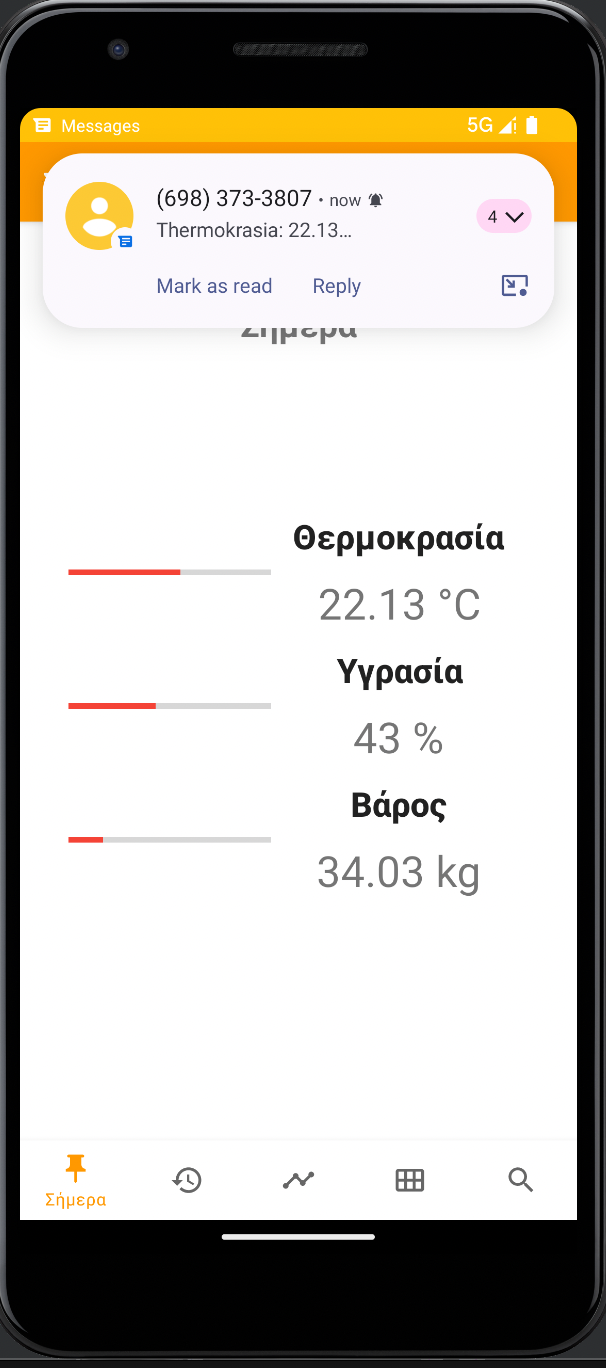 Messages
5G
(698) 373-3807 • now
Thermokrasia: 22.13...
4
Mark as read
Reply
Σήμερα
Θερμοκρασία
22.13 °C
Υγρασία
43 %
Βάρος
34.03 kg
Σήμερα